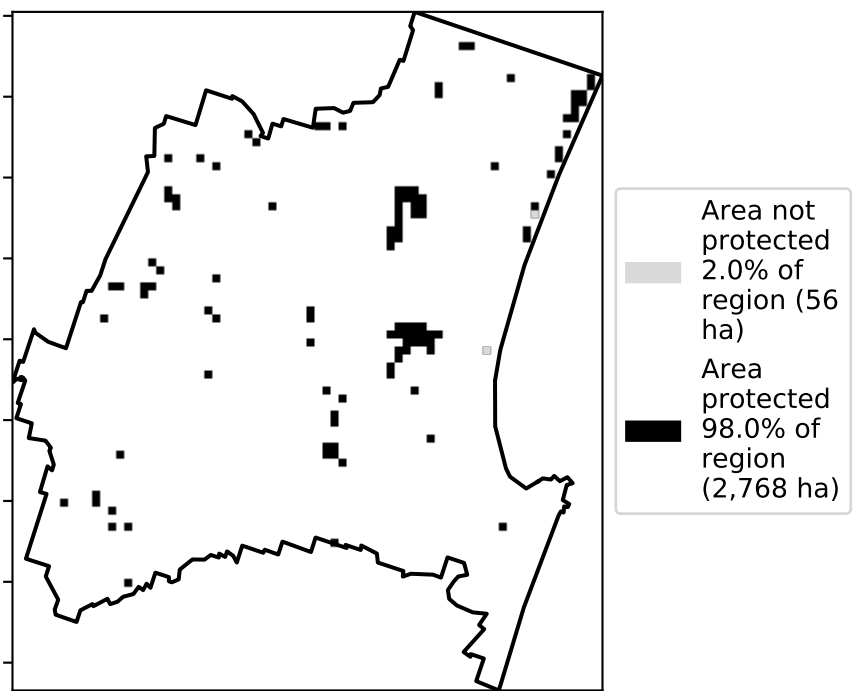 Area not
protected
2.0% of
region (56
ha)
Area
protected
98.0% of
region
(2,768 ha)